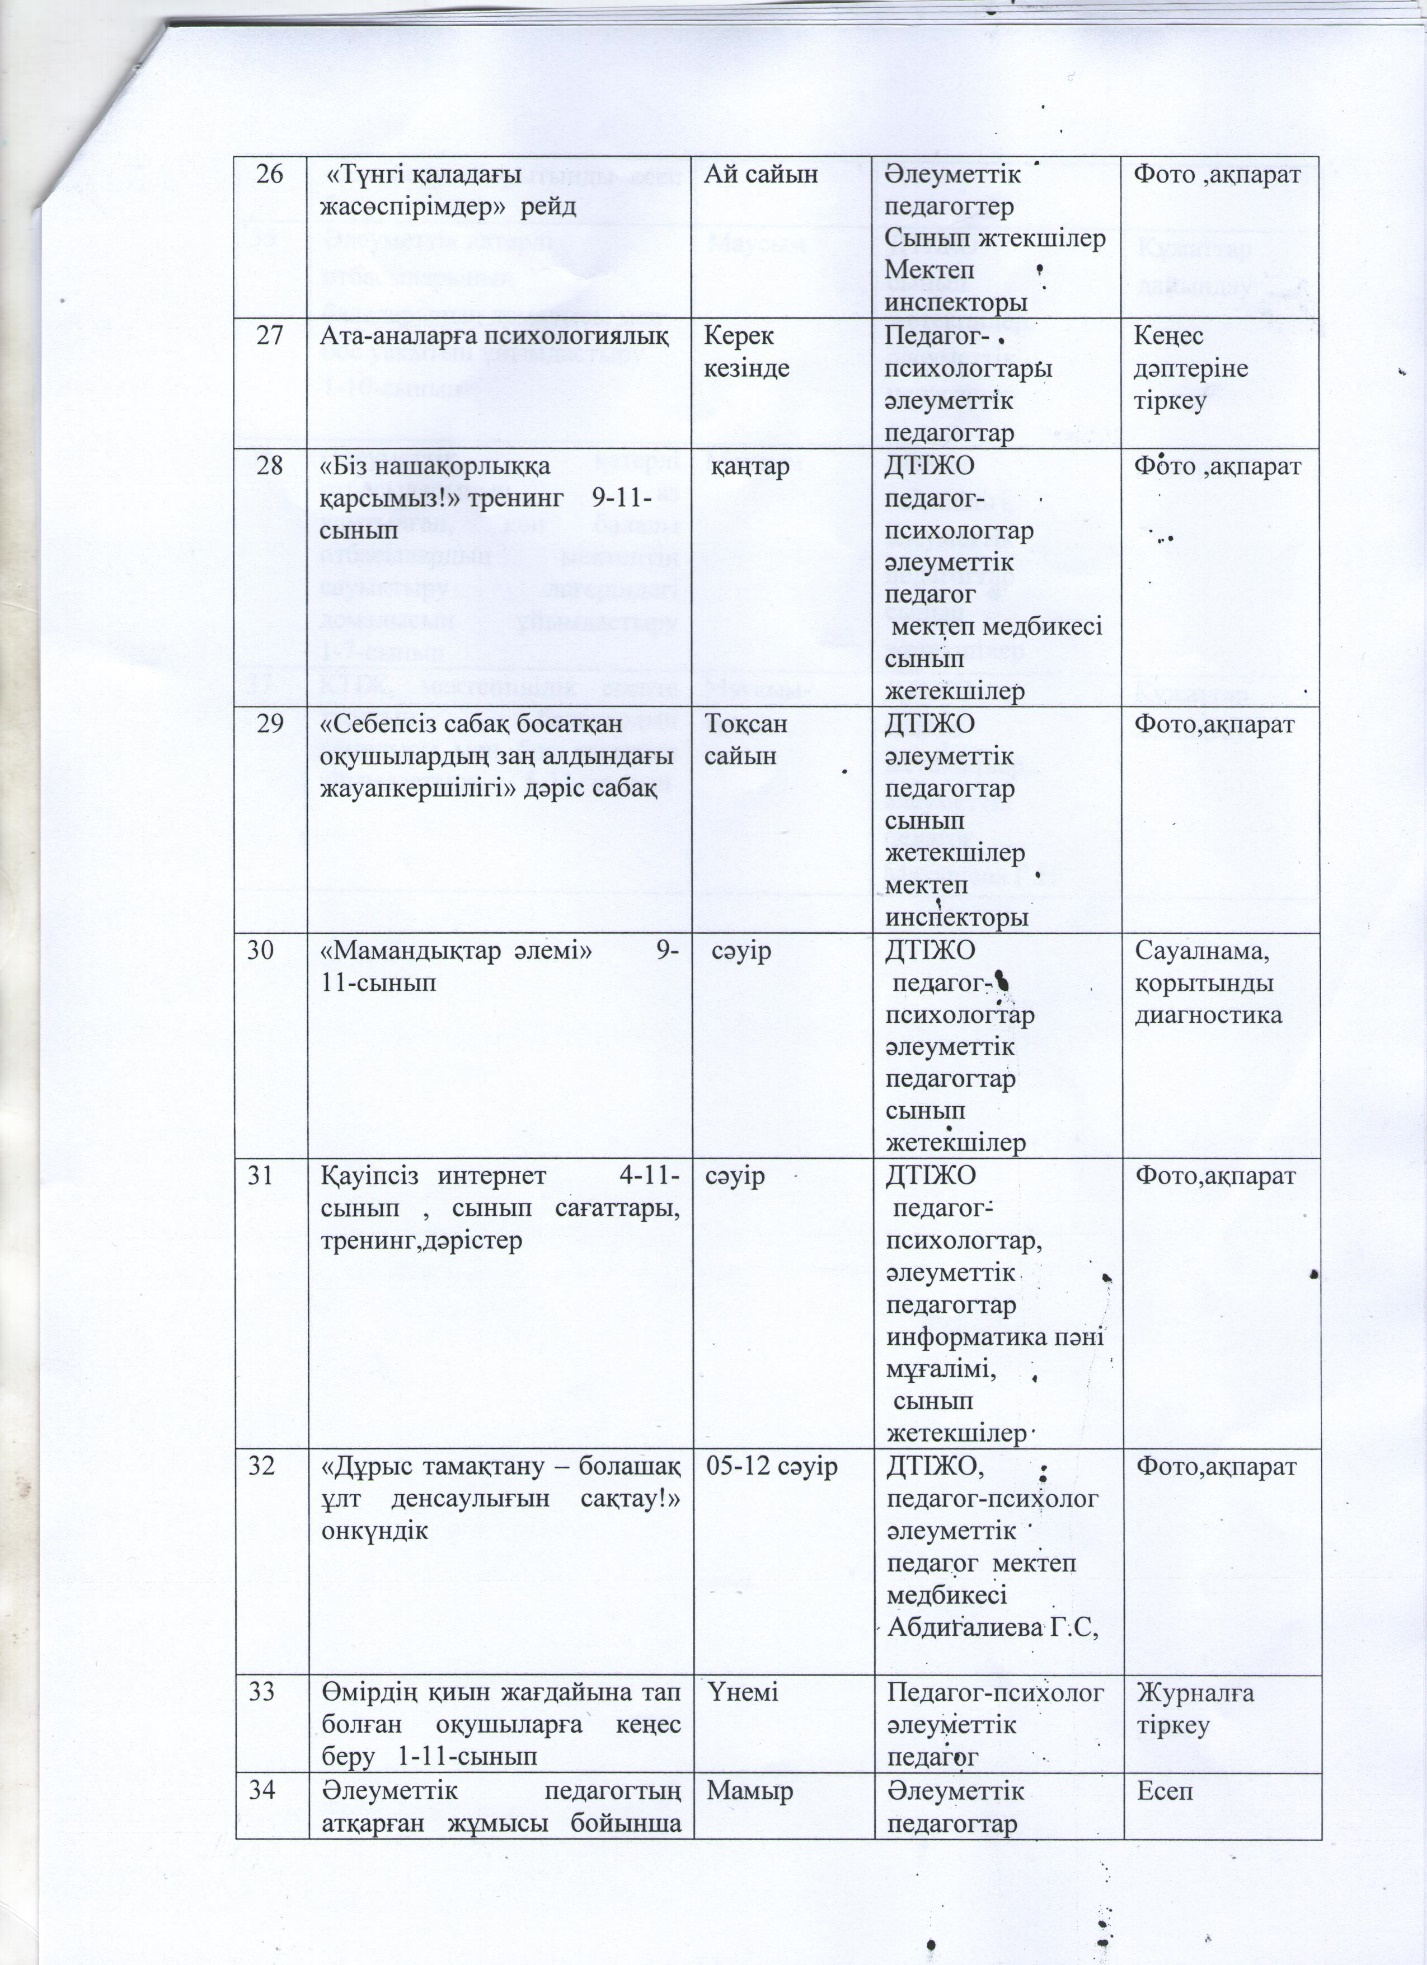 26
«Түнгі қаладағы
жасөспірімдер» рейд
Ай сайын
Әлеуметтік
педагогтер
Сынып жтекшілер
Мектеп
инспекторы
Фото ,ақпарат
27
Ата-аналарға психологиялық
Керек
кезінде
Педагог-
психологтары
әлеуметтік
педагогтар
Кеңес
дәптеріне
тіркеу
28
«Біз нашақорлыққа
қарсымыз!» тренинг 9-11-
сынып
қаңтар
ДТІЖО
педагог-
психологтар
әлеуметтік
педагог
мектеп медбикесі
сынып
жетекшілер
Фото ,ақпарат
29
«Себепсіз сабақ босатқан
оқушылардың заң алдындағы
жауапкершілігі» дәріс сабақ
Тоқсан
сайын
ДТІЖО
әлеуметтік
педагогтар
сынып
жетекшілер
мектеп
инспекторы
Фото,ақпарат
30
«Мамандықтар әлемі» 9-
11-сынып
сәуір
ДТІЖО
педагог-
психологтар
әлеуметтік
педагогтар
сынып
жетекшілер
Сауалнама,
қорытынды
диагностика
31
Қауіпсіз интернет 4-11-
сынып , сынып сағаттары,
тренинг,дәрістер
сәуір
ДТІЖО
педагог-
психологтар,
әлеуметтік
педагогтар
информатика пәні
мұғалімі,
сынып
жетекшілер
Фото,ақпарат
32
«Дұрыс тамақтану – болашақ
ұлт денсаулығын сақтау!»
онкүндік
05-12 сәуір
ДТІЖО,
педагог-психолог
әлеуметтік
педагог мектеп
медбикесі
Абдигалиева Г.С,
Фото,ақпарат
33
Өмірдің қиын жағдайына тап
болған оқушыларға кеңес
беру 1-11-сынып
Үнемі
Педагог-психолог
әлеуметтік
педагог
Журналға
тіркеу
34
Әлеуметтік педагогтың
атқарған жұмысы бойынша
Мамыр
Әлеуметтік
педагогтар
Есеп